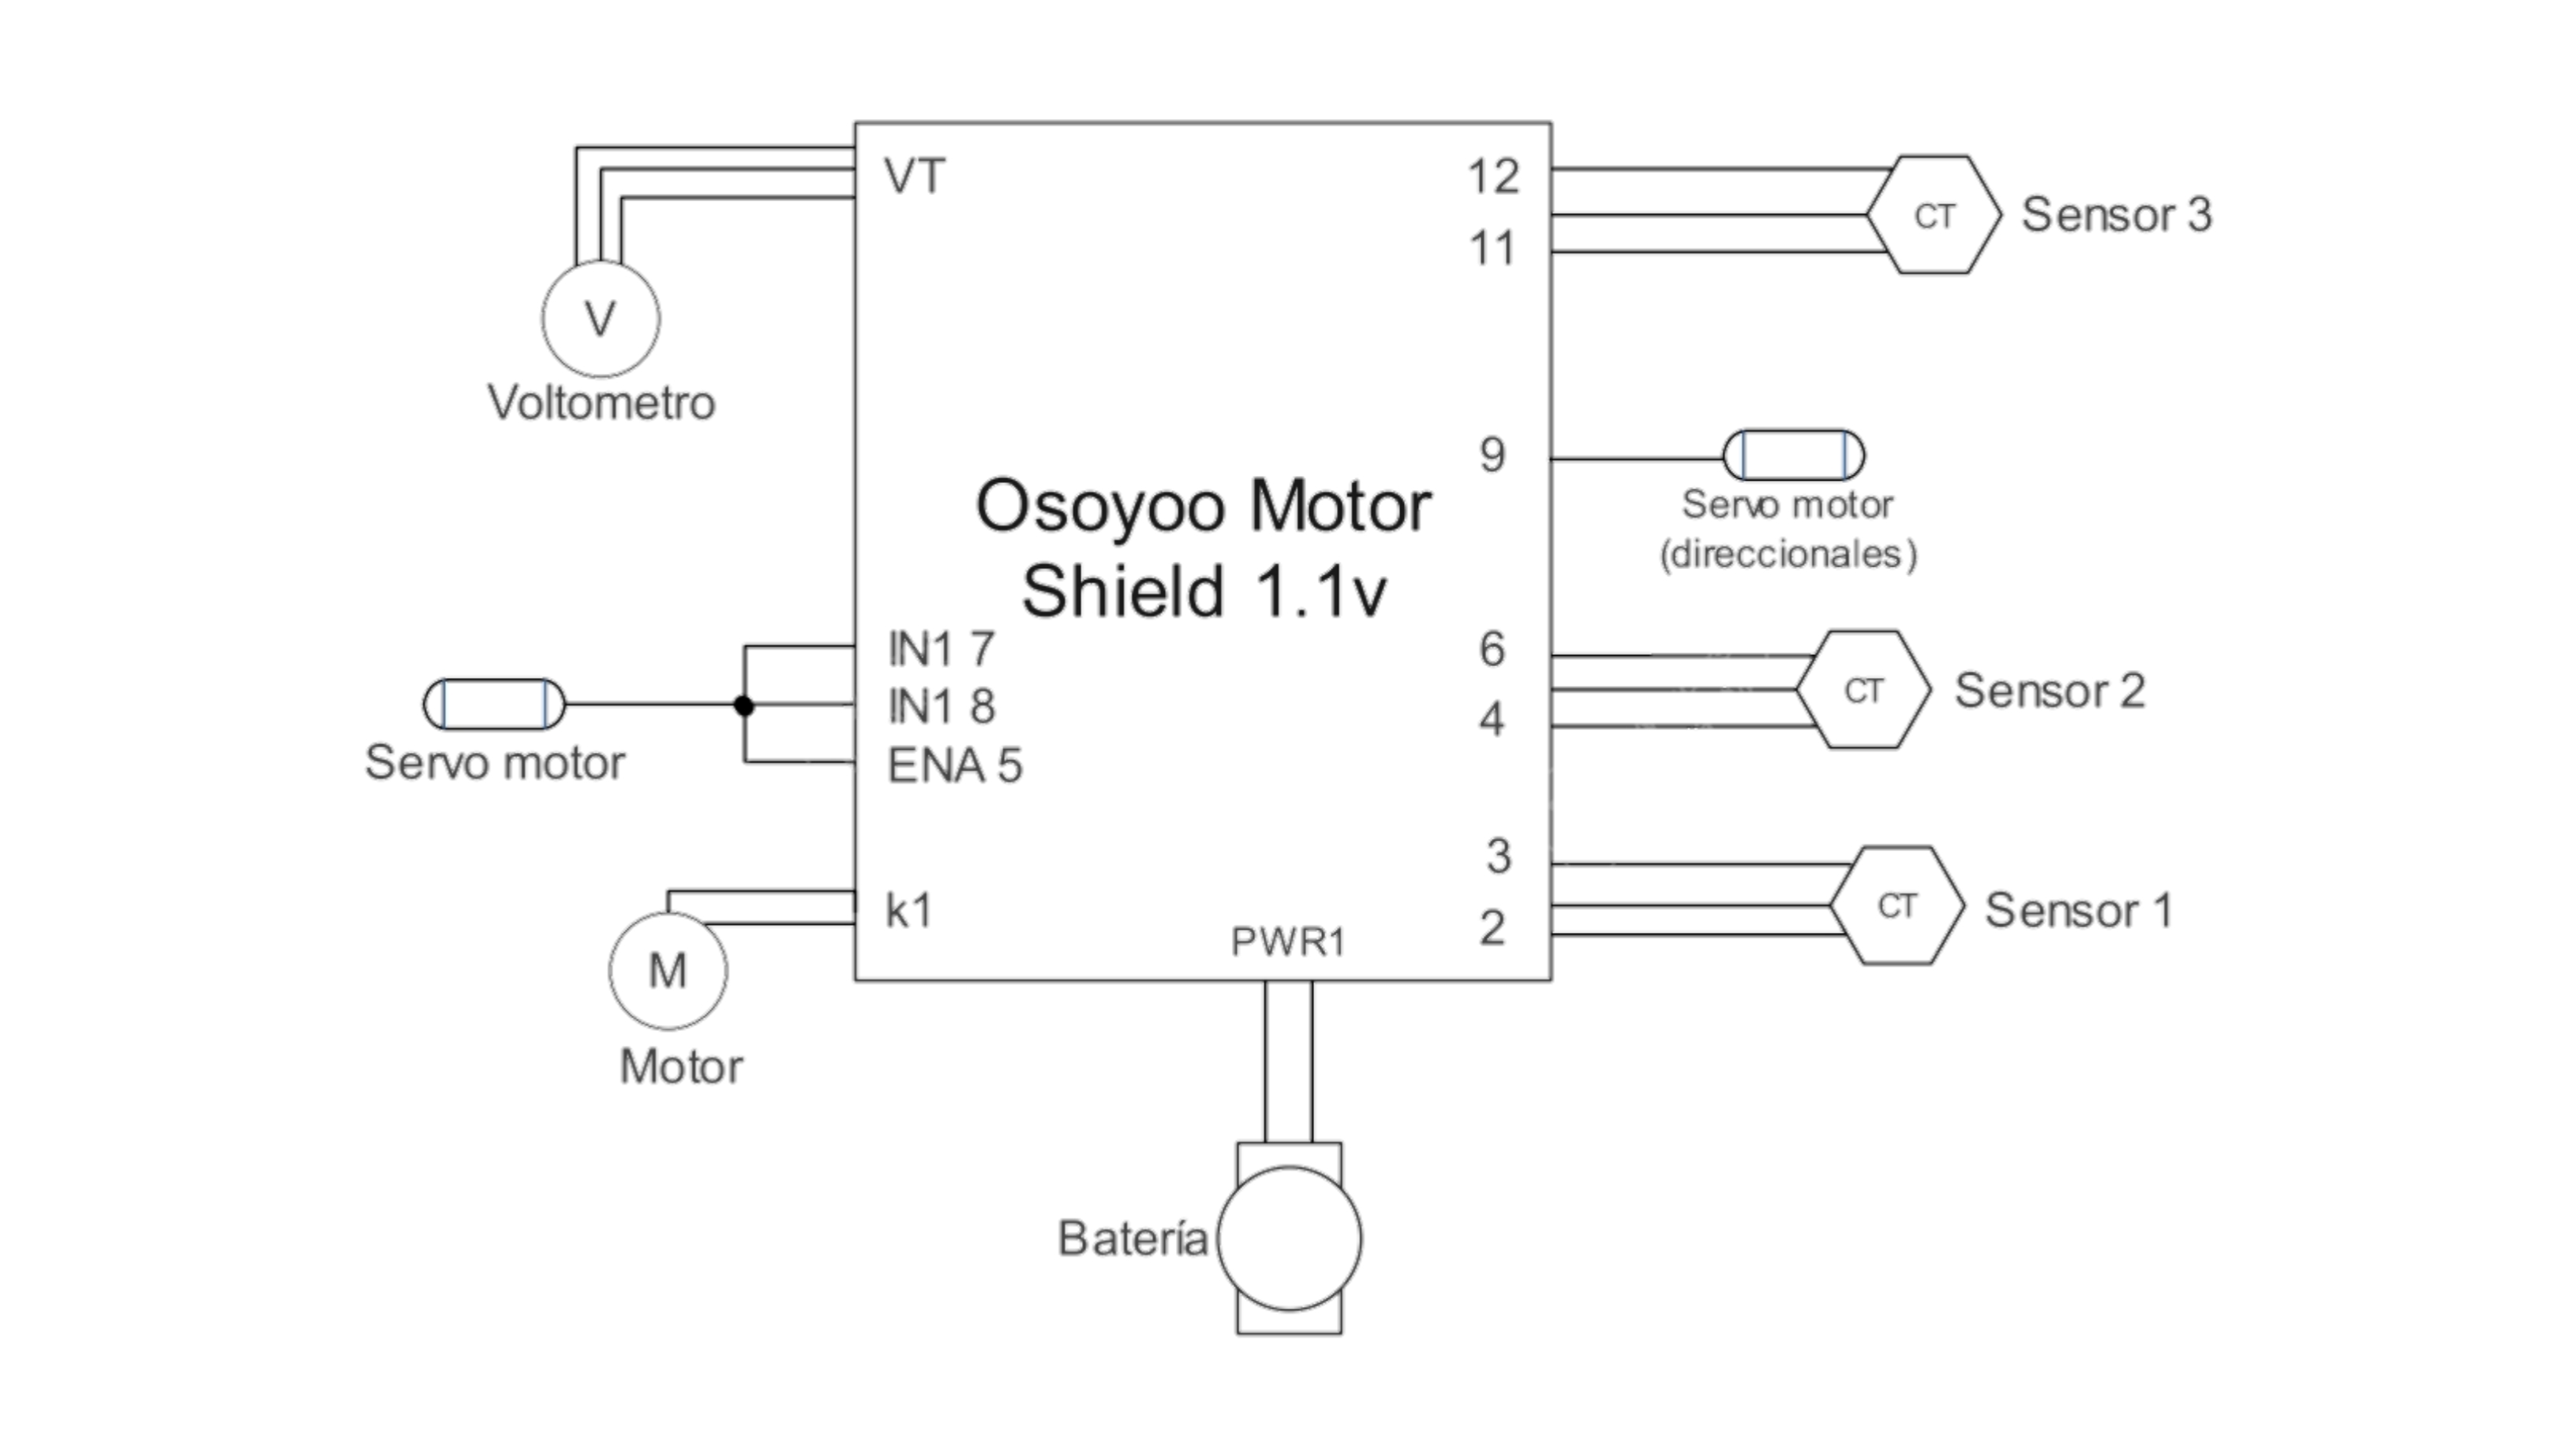 VT
12
CT
Sensor 3
11
V
Voltometro
9
Osoyoo Motor
Shield 1.1v
Servo motor
(direccionales)
IN1 7
IN1 8
ENA 5
Servo motor
6
4
CT
Sensor 2
3
2
CT
Sensor 1
k1
PWR1
M
Motor
Batería